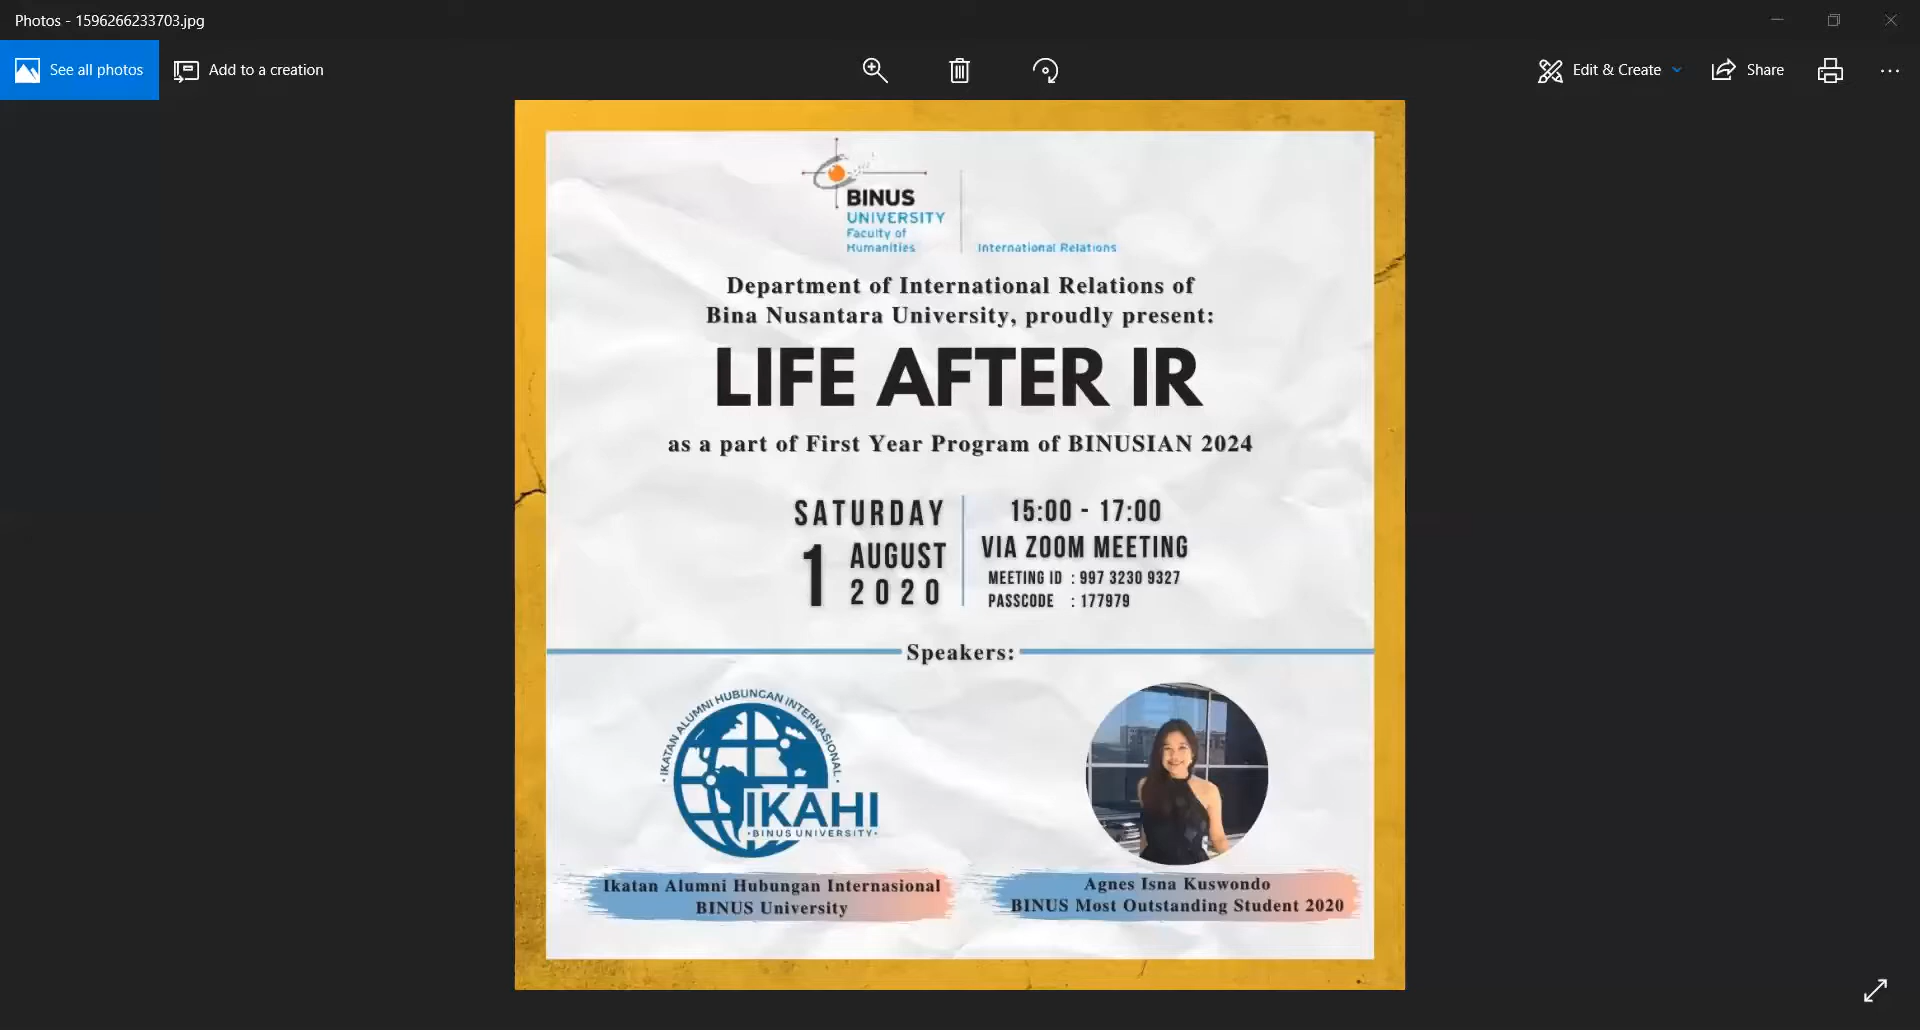 Photos - 1596266233703.jpg
See all photos
Add to a creation
Edit & Create
Share
BINUS
UNIVERSITY
Faculty of
Humanities
International Relations
Department of International Relations of
Bina Nusantara University, proudly present:
LIFE AFTER IR
as a part of First Year Program of BINUSIAN 2024
SATURDAY
1 AUGUST
2020
15:00 - 17:00
VIA ZOOM MEETING
MEETING ID : 997 3230 9327
PASSCODE : 177979
Speakers:
· IKATAN ALUMNI HUBUNGAN INTERNASIONAL ·
IKAHI
·BINUS UNIVERSITY·
Ikatan Alumni Hubungan Internasional
BINUS University
Agnes Isna Kuswondo
BINUS Most Outstanding Student 2020